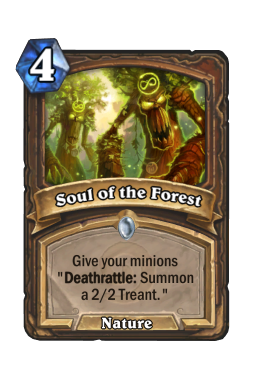 4
Soul of the Forest
Give your minions
"Deathrattle: Summon
a 2/2 Treant."
Nature